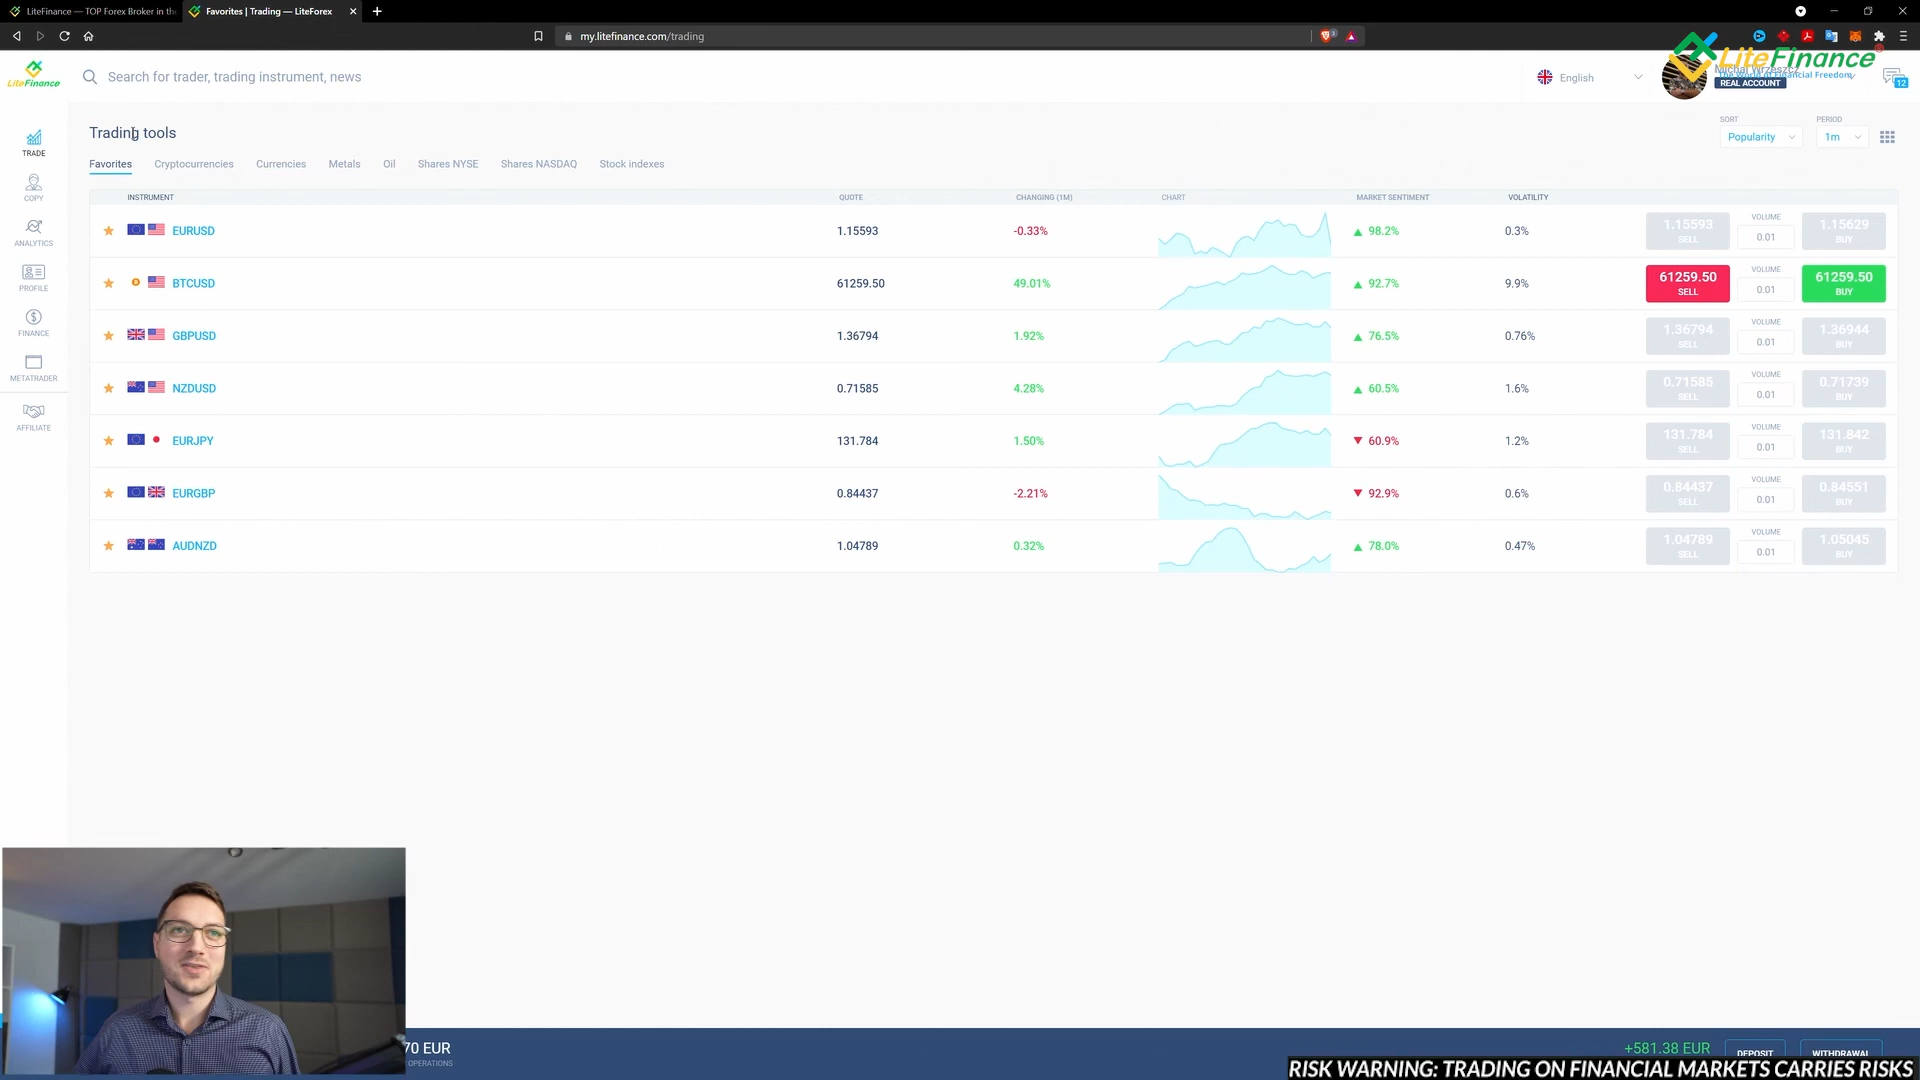 LiteFinance — TOP Forex Broker in the
Favorites | Trading — LiteForex
my.litefinance.com/trading
LiteFinance
Search for trader, trading instrument, news
English
LiteFinance
The World of Financial Freedom
Michal Wrzeszcz
REAL ACCOUNT
12
TRADE
COPY
ANALYTICS
PROFILE
FINANCE
METATRADER
AFFILIATE
Trading tools
SORT
Popularity
PERIOD
1m
Favorites Cryptocurrencies Currencies Metals Oil Shares NYSE Shares NASDAQ Stock indexes
INSTRUMENT QUOTE CHANGING (1M) CHART MARKET SENTIMENT VOLATILITY
EURUSD 1.15593 -0.33% 98.2% 0.3% 1.15593 SELL VOLUME 0.01 1.15629 BUY
BTCUSD 61259.50 49.01% 92.7% 9.9% 61259.50 SELL VOLUME 0.01 61259.50 BUY
GBPUSD 1.36794 1.92% 76.5% 0.76% 1.36794 SELL VOLUME 0.01 1.36944 BUY
NZDUSD 0.71585 4.28% 60.5% 1.6% 0.71585 SELL VOLUME 0.01 0.71739 BUY
EURJPY 131.784 1.50% 60.9% 1.2% 131.784 SELL VOLUME 0.01 131.842 BUY
EURGBP 0.84437 -2.21% 92.9% 0.6% 0.84437 SELL VOLUME 0.01 0.84551 BUY
AUDNZD 1.04789 0.32% 78.0% 0.47% 1.04789 SELL VOLUME 0.01 1.05045 BUY
70 EUR
OPERATIONS
+581.38 EUR
DEPOSIT
WITHDRAWAL
RISK WARNING: TRADING ON FINANCIAL MARKETS CARRIES RISKS